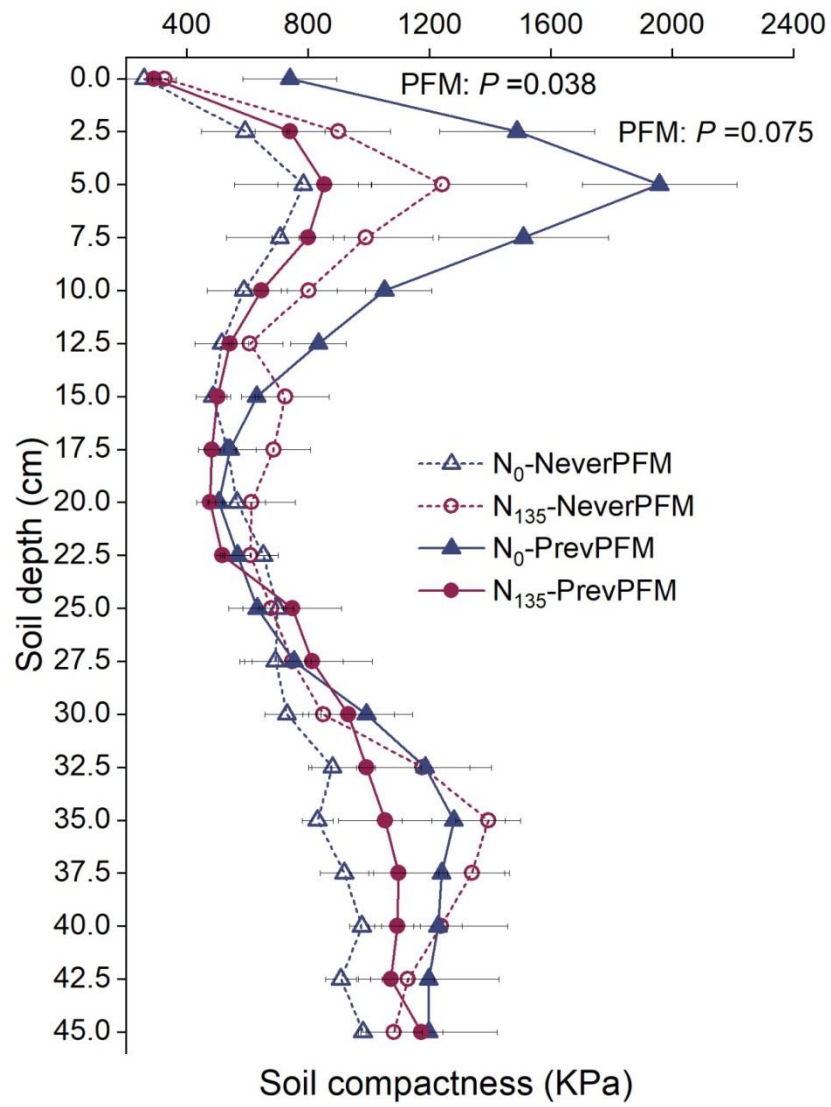 400 800 1200 1600 2000 2400
0.0
PFM: P =0.038
2.5
PFM: P =0.075
5.0
7.5
10.0
12.5
15.0
17.5
N₀-NeverPFM
20.0
N₁₃₅-NeverPFM
22.5
N₀-PrevPFM
25.0
N₁₃₅-PrevPFM
27.5
30.0
32.5
35.0
37.5
40.0
42.5
45.0
Soil depth (cm)
Soil compactness (KPa)